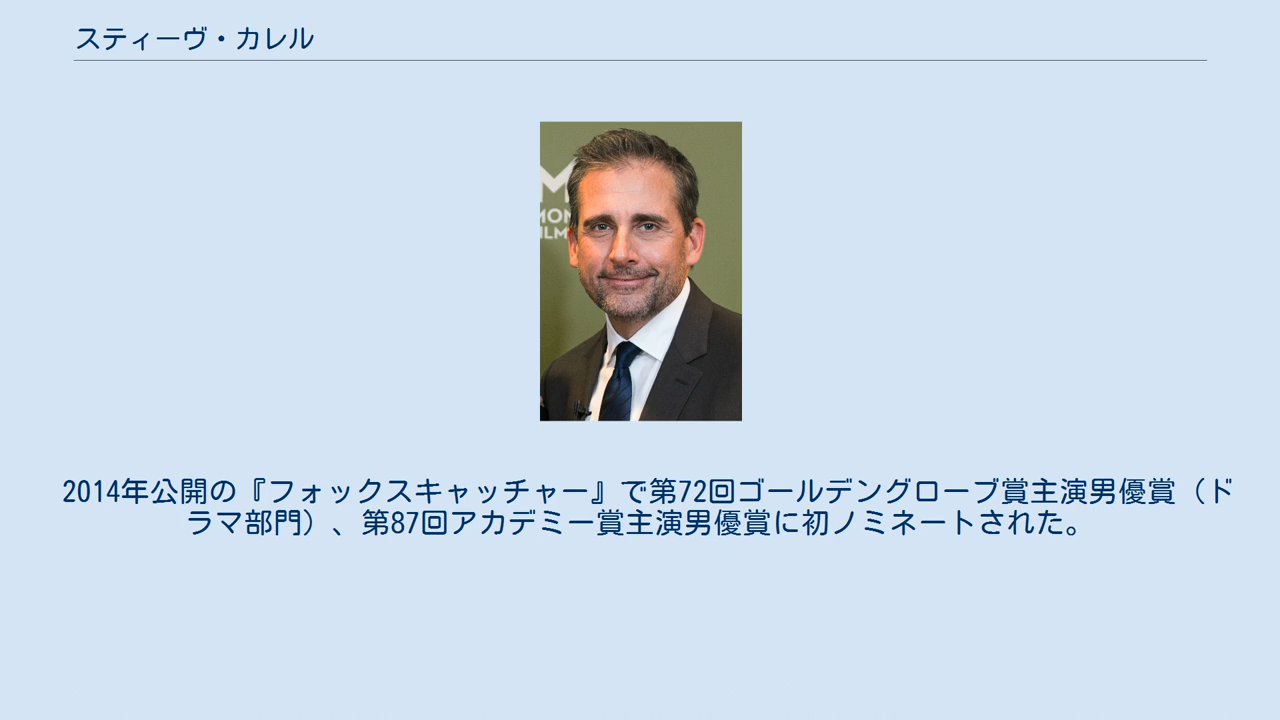 スティーヴ・カレル
M
MON
ILM
2014年公開の『フォックスキャッチャー』で第72回ゴールデングローブ賞主演男優賞（ド
ラマ部門）、第87回アカデミー賞主演男優賞に初ノミネートされた。